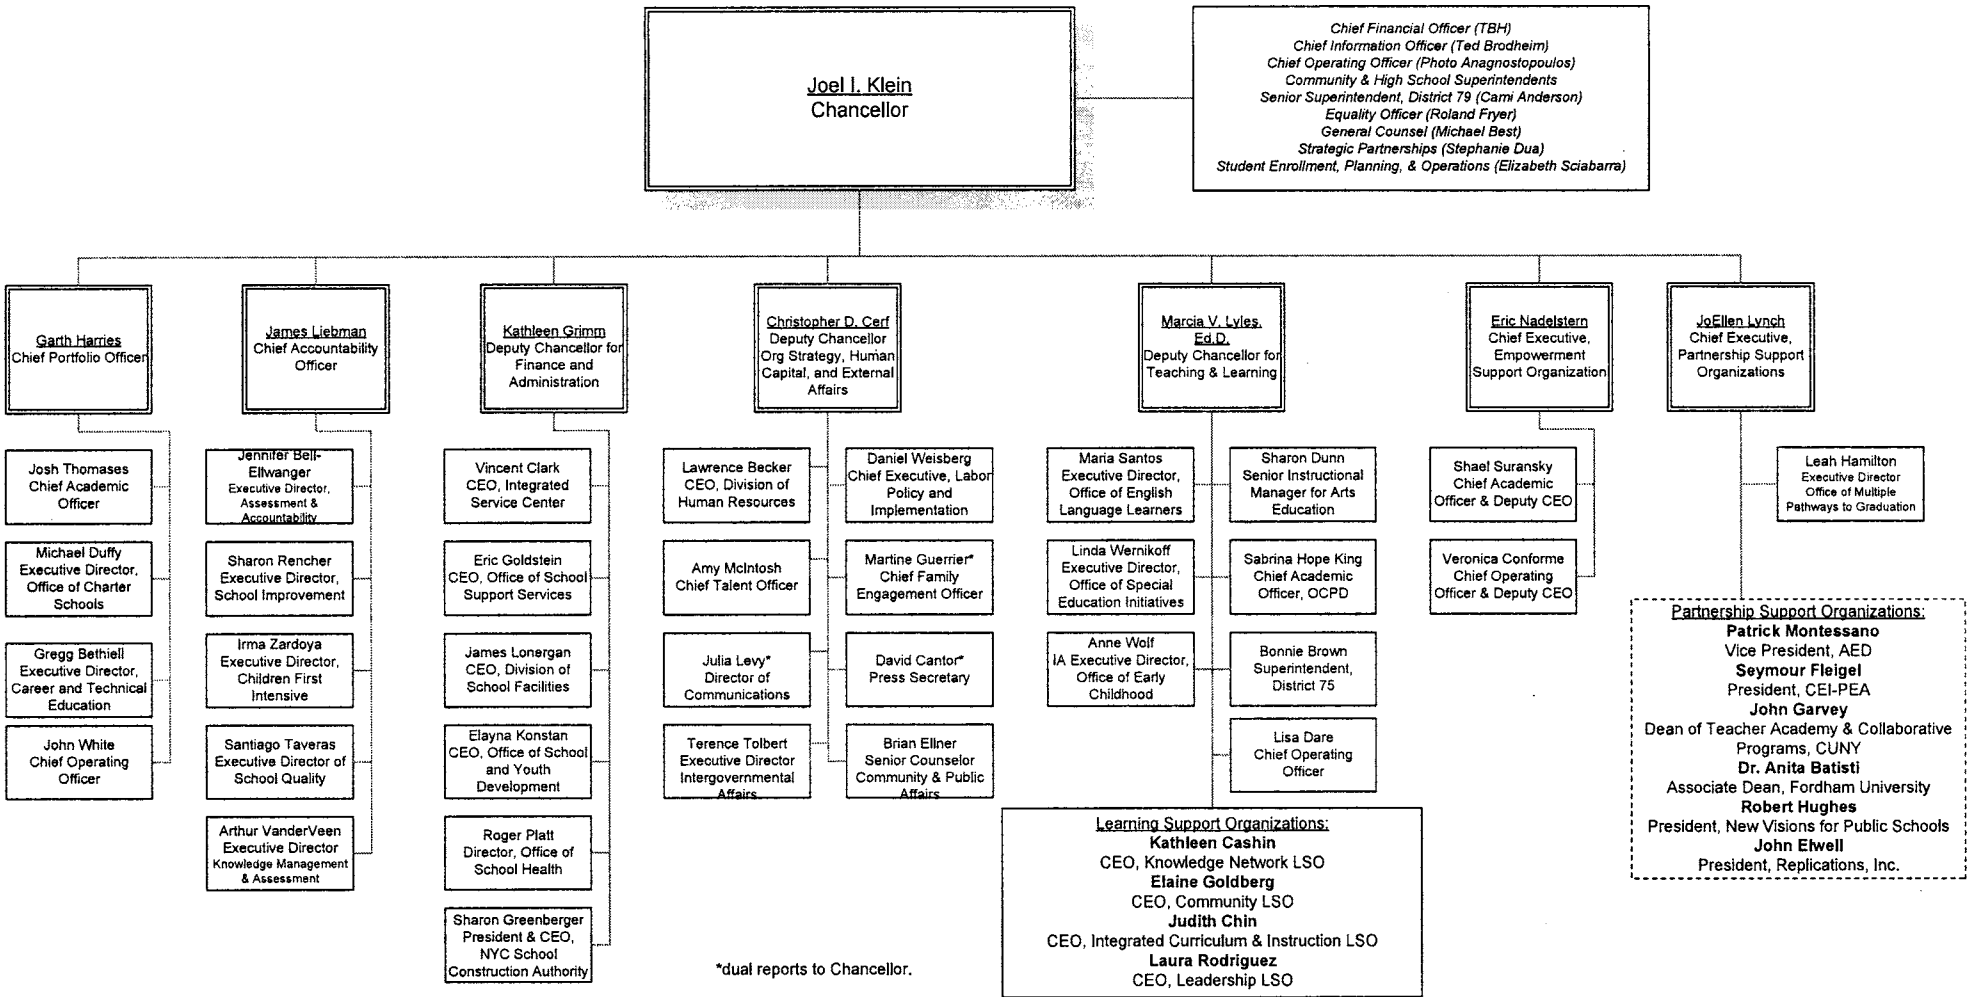 Joel I. Klein
Chancellor
Chief Financial Officer (TBH)
Chief Information Officer (Ted Brodheim)
Chief Operating Officer (Photo Anagnostopoulos)
Community & High School Superintendents
Senior Superintendent, District 79 (Cami Anderson)
Equality Officer (Roland Fryer)
General Counsel (Michael Best)
Strategic Partnerships (Stephanie Dua)
Student Enrollment, Planning, & Operations (Elizabeth Sciabarra)
Garth Harries
Chief Portfolio Officer
James Liebman
Chief Accountability
Officer
Kathleen Grimm
Deputy Chancellor for
Finance and
Administration
Christopher D. Cerf
Deputy Chancellor
Org Strategy, Human
Capital, and External
Affairs
Marcia V. Lyles,
Ed.D.
Deputy Chancellor for
Teaching & Learning
Eric Nadelstern
Chief Executive,
Empowerment
Support Organization
JoEllen Lynch
Chief Executive,
Partnership Support
Organizations
Josh Thomases
Chief Academic
Officer
Michael Duffy
Executive Director,
Office of Charter
Schools
Gregg Bethiell
Executive Director,
Career and Technical
Education
John White
Chief Operating
Officer
Jennifer Bell-
Ellwanger
Executive Director,
Assessment &
Accountability
Sharon Rencher
Executive Director,
School Improvement
Irma Zardoya
Executive Director,
Children First
Intensive
Santiago Taveras
Executive Director of
School Quality
Arthur VanderVeen
Executive Director
Knowledge Management
& Assessment
Vincent Clark
CEO, Integrated
Service Center
Eric Goldstein
CEO, Office of School
Support Services
James Lonergan
CEO, Division of
School Facilities
Elayna Konstan
CEO, Office of School
and Youth
Development
Roger Platt
Director, Office of
School Health
Sharon Greenberger
President & CEO,
NYC School
Construction Authority
Lawrence Becker
CEO, Division of
Human Resources
Amy McIntosh
Chief Talent Officer
Julia Levy*
Director of
Communications
Terence Tolbert
Executive Director
Intergovernmental
Affairs
Daniel Weisberg
Chief Executive, Labor
Policy and
Implementation
Martine Guerrier*
Chief Family
Engagement Officer
David Cantor*
Press Secretary
Brian Ellner
Senior Counselor
Community & Public
Affairs
*dual reports to Chancellor.
Maria Santos
Executive Director,
Office of English
Language Learners
Linda Wernikoff
Executive Director,
Office of Special
Education Initiatives
Anne Wolf
IA Executive Director,
Office of Early
Childhood
Sharon Dunn
Senior Instructional
Manager for Arts
Education
Sabrina Hope King
Chief Academic
Officer, OCPD
Bonnie Brown
Superintendent,
District 75
Lisa Dare
Chief Operating
Officer
Learning Support Organizations:
Kathleen Cashin
CEO, Knowledge Network LSO
Elaine Goldberg
CEO, Community LSO
Judith Chin
CEO, Integrated Curriculum & Instruction LSO
Laura Rodriguez
CEO, Leadership LSO
Shael Suransky
Chief Academic
Officer & Deputy CEO
Veronica Conforme
Chief Operating
Officer & Deputy CEO
Leah Hamilton
Executive Director
Office of Multiple
Pathways to Graduation
Partnership Support Organizations:
Patrick Montessano
Vice President, AED
Seymour Fleigel
President, CEI-PEA
John Garvey
Dean of Teacher Academy & Collaborative
Programs, CUNY
Dr. Anita Batisti
Associate Dean, Fordham University
Robert Hughes
President, New Visions for Public Schools
John Elwell
President, Replications, Inc.